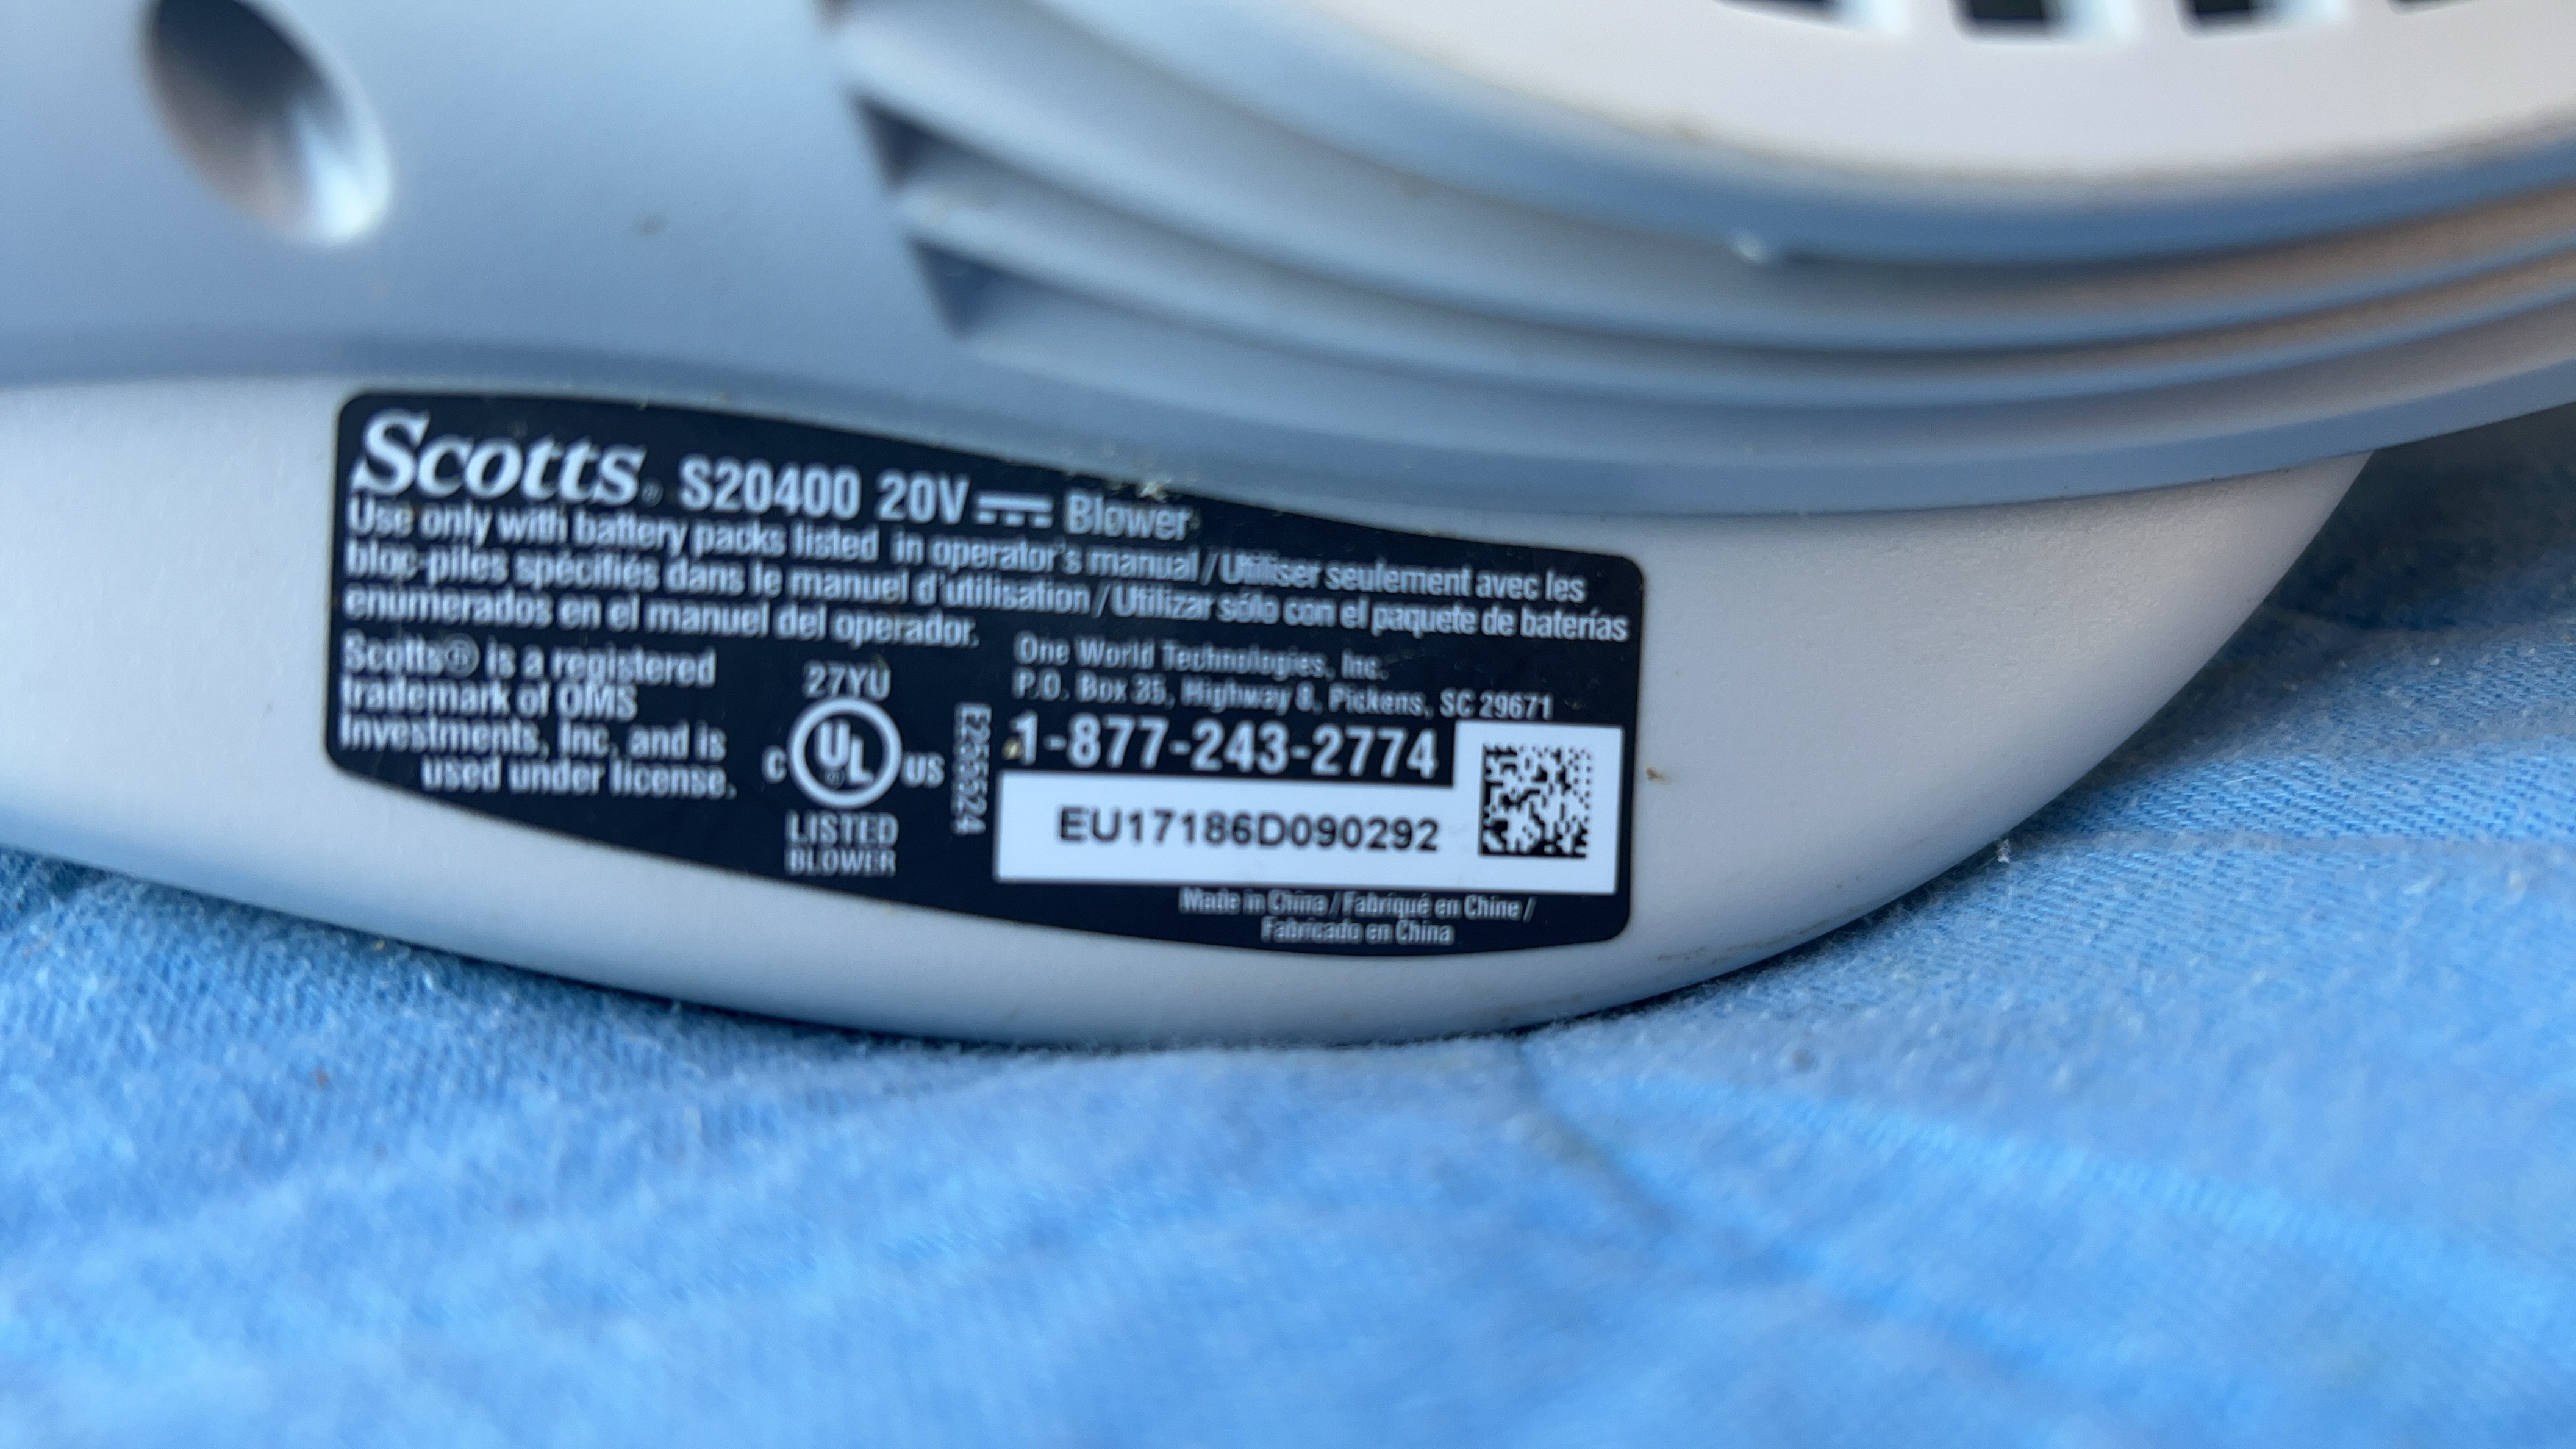 Scotts® S20400 20V Blower
Use only with battery packs listed in operator's manual / Utiliser seulement avec les
bloc-piles spécifiés dans le manuel d'utilisation / Utilizar sólo con el paquete de baterías
enumerados en el manuel del operador.
Scotts® is a registered
trademark of OMS
Investments, Inc. and is
used under license.
27YU
C UL® US
LISTED
BLOWER
One World Technologies, Inc.
P.O. Box 35, Highway 8, Pickens, SC 29671
1-877-243-2774
EU17186D090292
Made in China / Fabriqué en Chine /
Fabricado en China